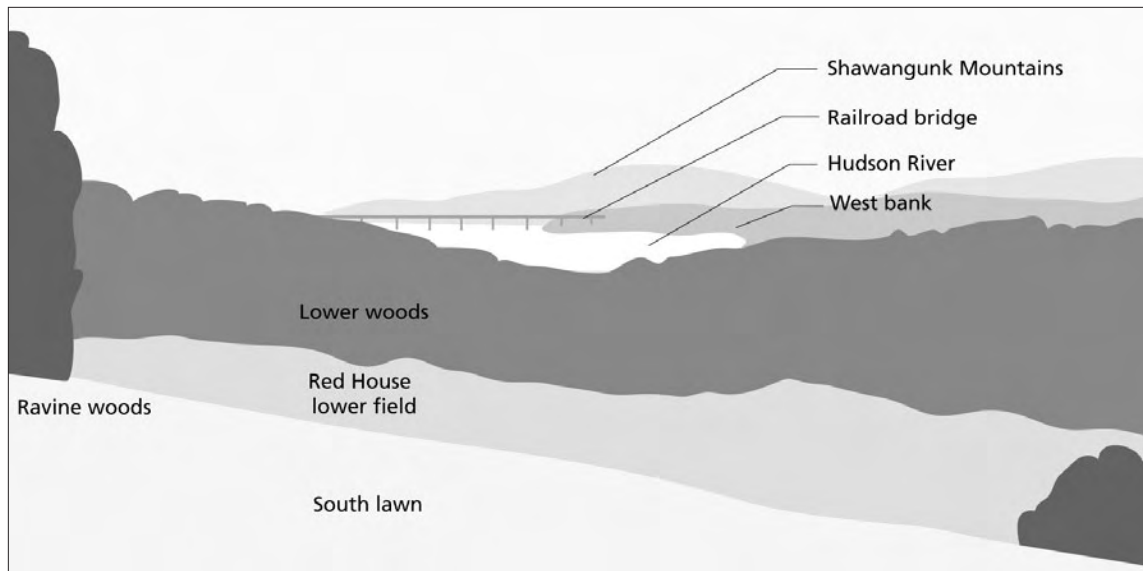 Shawangunk Mountains
Railroad bridge
Hudson River
West bank
Lower woods
Red House
lower field
Ravine woods
South lawn